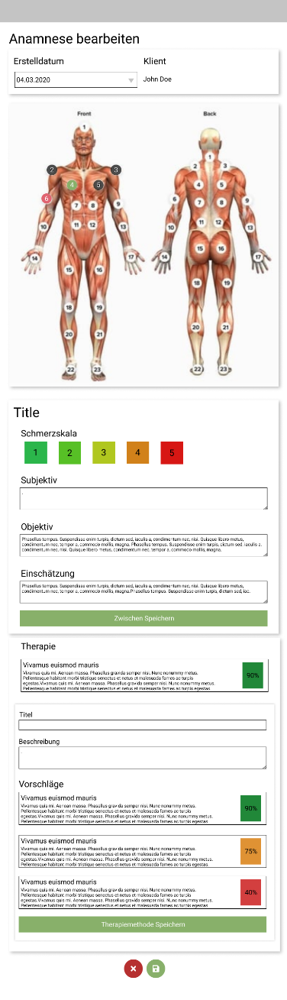 Anamnese bearbeiten
Erstelldatum
Klient
04.03.2020
John Doe
Front
Back
1
2
3
4
5
6
7
8
9
10
11
12
13
14
17
15
16
18
19
20
21
22
23
1
2
3
4
5
6
7
8
9
10
11
12
13
14
15
16
17
18
19
20
21
22
23
Title
Schmerzskala
1
2
3
4
5
Subjektiv
Objektiv
Phasellus tempus. Suspendisse enim turpis, dictum sed, iaculis a, condimentum nec, nisi. Quisque libero metus,
condimentum nec, tempor a, commodo mollis, magna. Phasellus tempus. Suspendisse enim turpis, dictum sed, iaculis a,
condimentum nec, nisi. Quisque libero metus, condimentum nec, tempor a, commodo mollis, magna.
Einschätzung
Phasellus tempus. Suspendisse enim turpis, dictum sed, iaculis a, condimentum nec, nisi. Quisque libero metus,
condimentum nec, tempor a, commodo mollis, magna.Phasellus tempus. Suspendisse enim turpis, dictum sed, iac.
Zwischen Speichern
Therapie
Vivamus euismod mauris
Vivamus quis mi. Aenean massa. Phasellus gravida semper nisi. Nunc nonummy metus.
Pellentesque habitant morbi tristique senectus et netus et malesuada fames ac turpis
egestas.Vivamus quis mi. Aenean massa. Phasellus gravida semper nisi. Nunc nonummy metus.
Pellentesque habitant morbi tristique senectus et netus et malesuada fames ac turpis egestas.
90%
Titel
Beschreibung
Vorschläge
Vivamus euismod mauris
Vivamus quis mi. Aenean massa. Phasellus gravida semper nisi. Nunc nonummy metus.
Pellentesque habitant morbi tristique senectus et netus et malesuada fames ac turpis
egestas.Vivamus quis mi. Aenean massa. Phasellus gravida semper nisi. Nunc nonummy metus.
Pellentesque habitant morbi tristique senectus et netus et malesuada fames ac turpis egestas.
90%
Vivamus euismod mauris
Vivamus quis mi. Aenean massa. Phasellus gravida semper nisi. Nunc nonummy metus.
Pellentesque habitant morbi tristique senectus et netus et malesuada fames ac turpis
egestas.Vivamus quis mi. Aenean massa. Phasellus gravida semper nisi. Nunc nonummy metus.
Pellentesque habitant morbi tristique senectus et netus et malesuada fames ac turpis egestas.
75%
Vivamus euismod mauris
Vivamus quis mi. Aenean massa. Phasellus gravida semper nisi. Nunc nonummy metus.
Pellentesque habitant morbi tristique senectus et netus et malesuada fames ac turpis
egestas.Vivamus quis mi. Aenean massa. Phasellus gravida semper nisi. Nunc nonummy metus.
Pellentesque habitant morbi tristique senectus et netus et malesuada fames ac turpis egestas.
40%
Therapiemethode Speichern